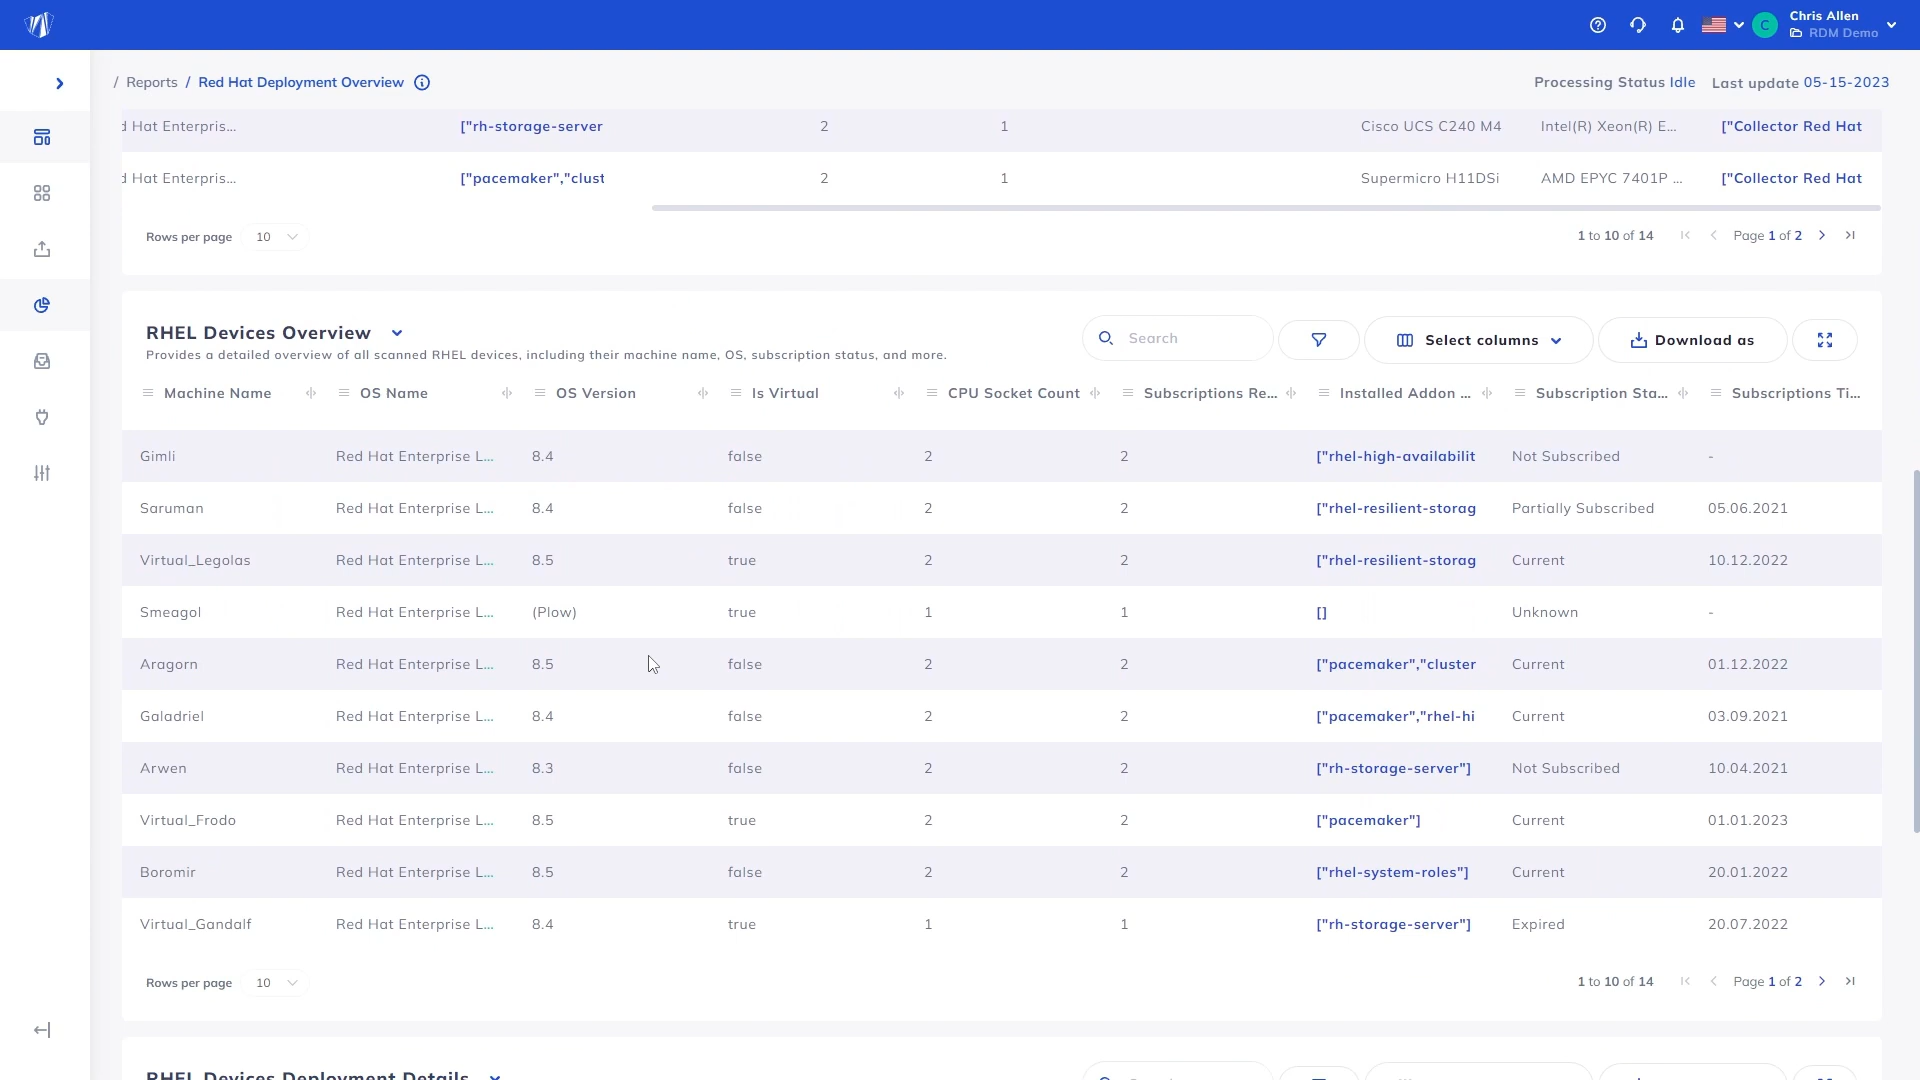 Chris Allen
C
RDM Demo
/ Reports / Red Hat Deployment Overview
Processing Status Idle Last update 05-15-2023
d Hat Enterpris... ["rh-storage-server 2 1 Cisco UCS C240 M4 Intel(R) Xeon(R) E... ["Collector Red Hat
d Hat Enterpris... ["pacemaker","clust 2 1 Supermicro H11DSi AMD EPYC 7401P ... ["Collector Red Hat
Rows per page 10 1 to 10 of 14 Page 1 of 2
RHEL Devices Overview
Provides a detailed overview of all scanned RHEL devices, including their machine name, OS, subscription status, and more.
Search Select columns Download as
Machine Name OS Name OS Version Is Virtual CPU Socket Count Subscriptions Re... Installed Addon ... Subscription Sta... Subscriptions Ti...
Gimli Red Hat Enterprise L... 8.4 false 2 2 ["rhel-high-availabilit Not Subscribed -
Saruman Red Hat Enterprise L... 8.4 false 2 2 ["rhel-resilient-storag Partially Subscribed 05.06.2021
Virtual_Legolas Red Hat Enterprise L... 8.5 true 2 2 ["rhel-resilient-storag Current 10.12.2022
Smeagol Red Hat Enterprise L... (Plow) true 1 1 [] Unknown -
Aragorn Red Hat Enterprise L... 8.5 false 2 2 ["pacemaker","cluster Current 01.12.2022
Galadriel Red Hat Enterprise L... 8.4 false 2 2 ["pacemaker","rhel-hi Current 03.09.2021
Arwen Red Hat Enterprise L... 8.3 false 2 2 ["rh-storage-server"] Not Subscribed 10.04.2021
Virtual_Frodo Red Hat Enterprise L... 8.5 true 2 2 ["pacemaker"] Current 01.01.2023
Boromir Red Hat Enterprise L... 8.5 false 2 2 ["rhel-system-roles"] Current 20.01.2022
Virtual_Gandalf Red Hat Enterprise L... 8.4 true 1 1 ["rh-storage-server"] Expired 20.07.2022
Rows per page 10 1 to 10 of 14 Page 1 of 2
RHEL Devices Deployment Details